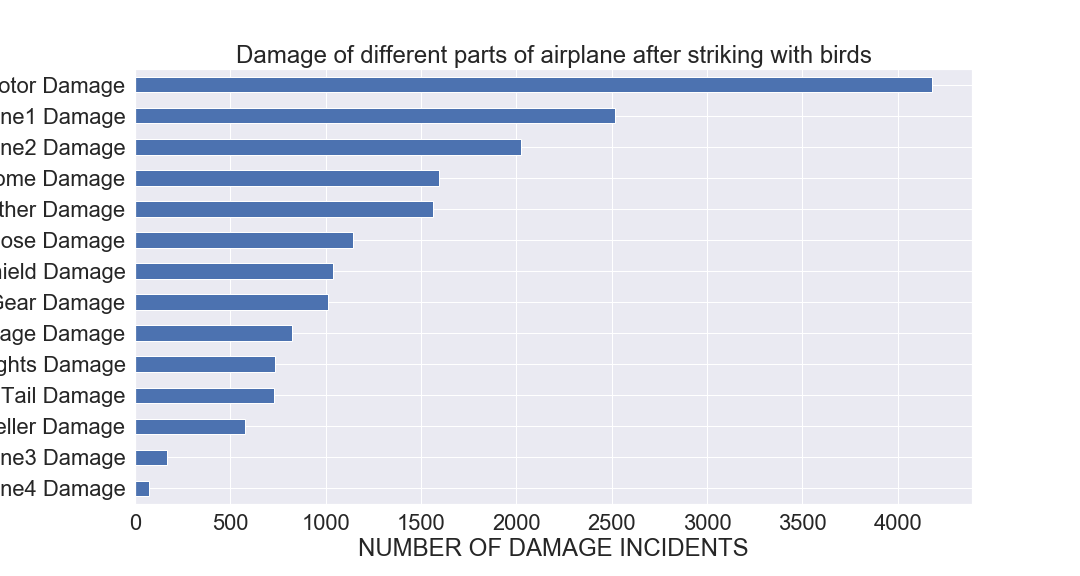 Damage of different parts of airplane after striking with birds
otor Damage
ne1 Damage
ne2 Damage
ome Damage
ther Damage
ose Damage
ield Damage
Gear Damage
age Damage
ghts Damage
Tail Damage
eller Damage
ne3 Damage
ne4 Damage
0 500 1000 1500 2000 2500 3000 3500 4000
NUMBER OF DAMAGE INCIDENTS